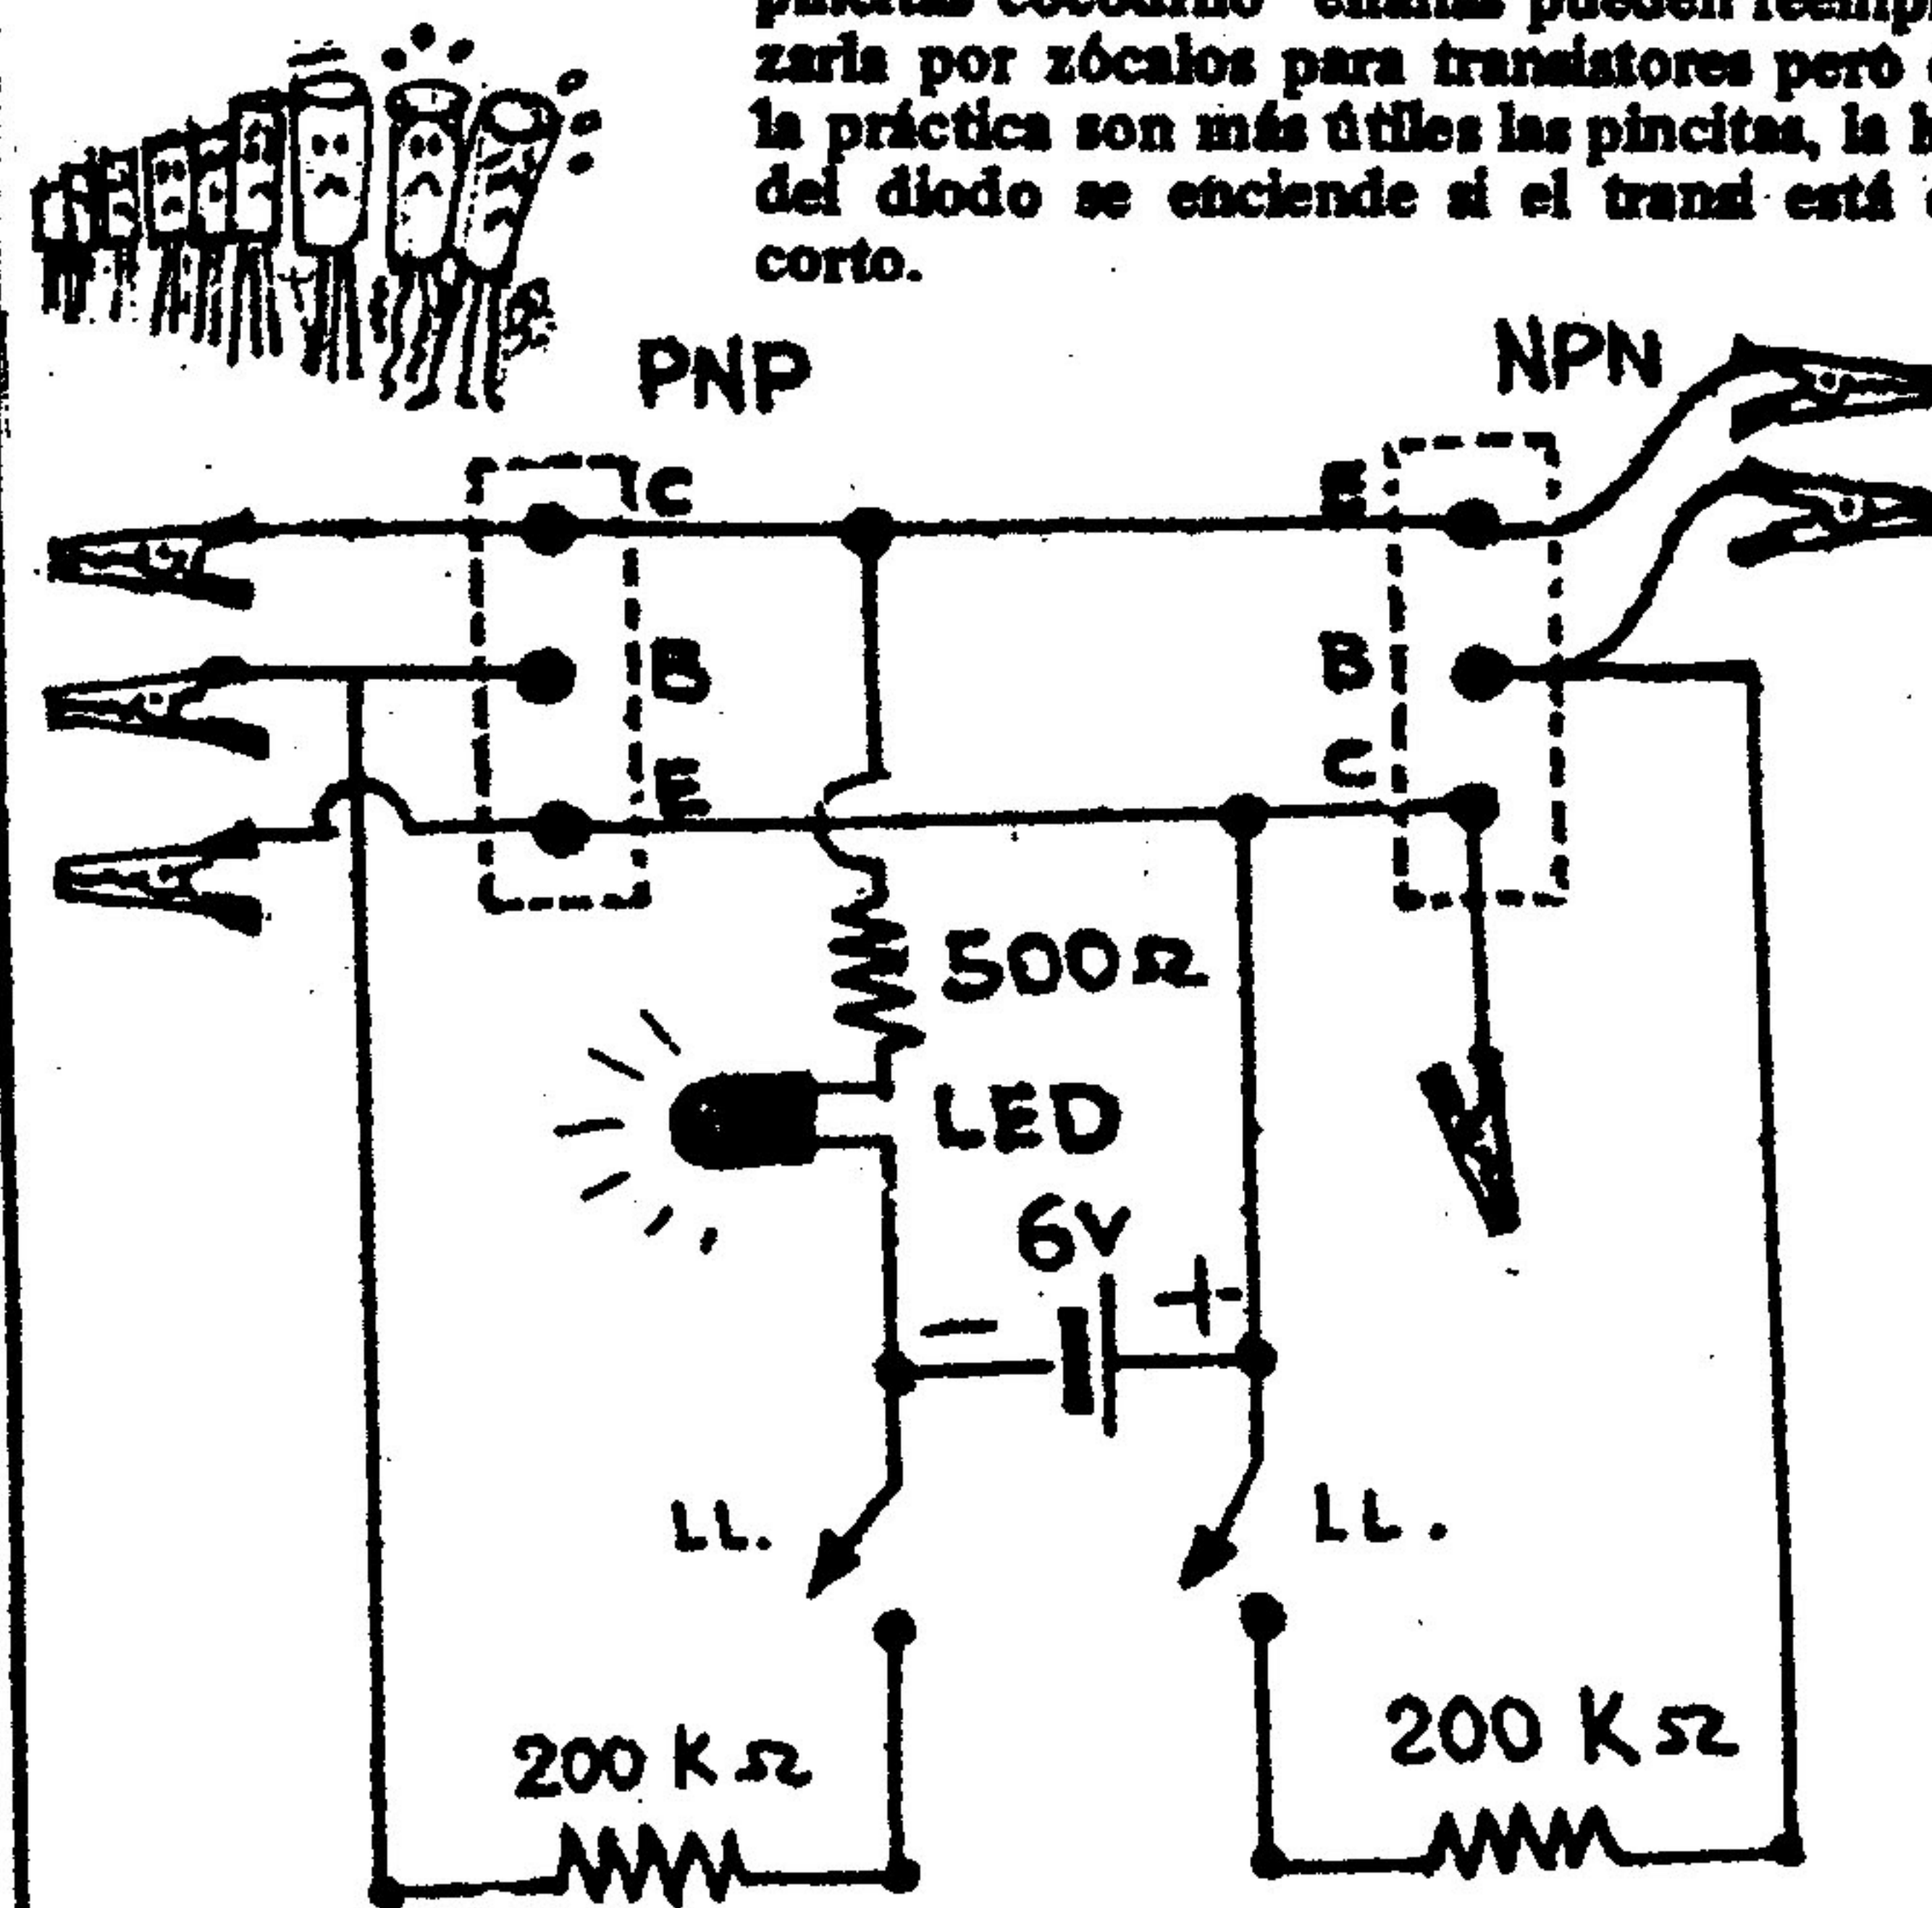 zarla por zócalos para transistores pero
la práctica son más útiles las pincitas, la
del diodo se enciende si el transi está
corto.
PNP
NPN
C
E
B
B
E
C
500Ω
LED
6V
− +
LL.
LL.
200 KΩ
200 KΩ